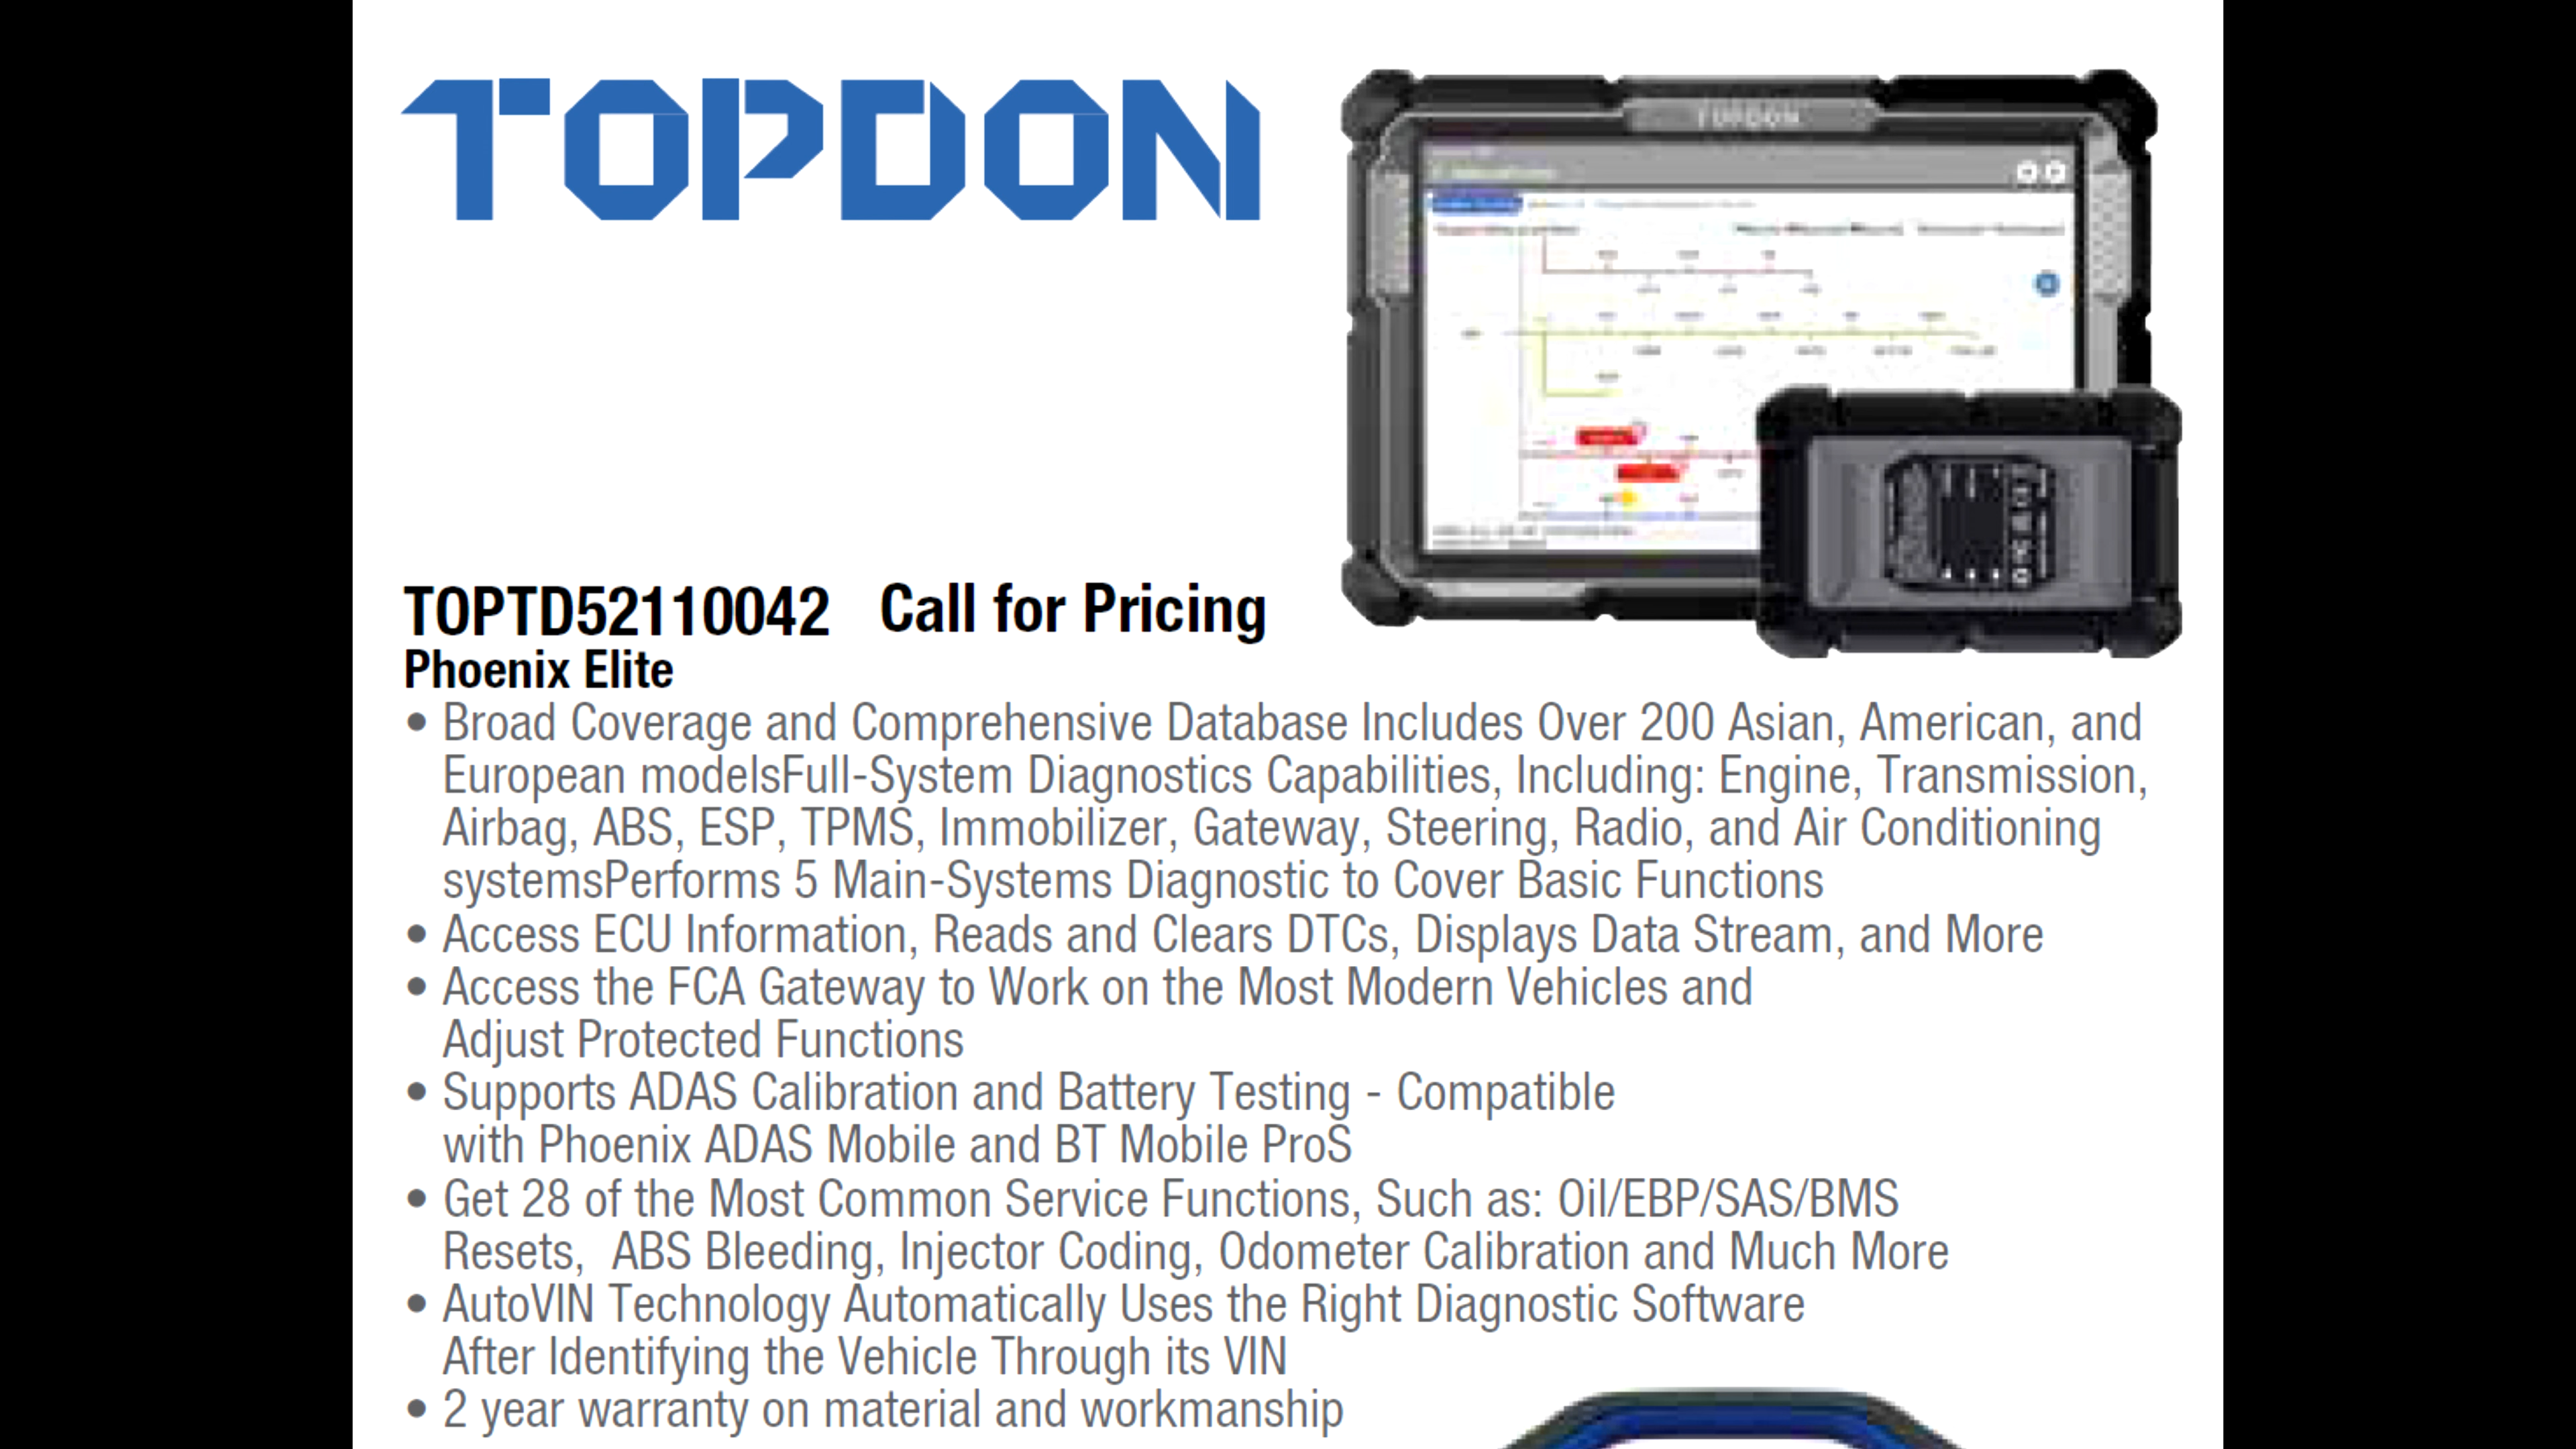 TOPDON
TOPDON
TOPTD52110042 Call for Pricing
Phoenix Elite
• Broad Coverage and Comprehensive Database Includes Over 200 Asian, American, and
European modelsFull-System Diagnostics Capabilities, Including: Engine, Transmission,
Airbag, ABS, ESP, TPMS, Immobilizer, Gateway, Steering, Radio, and Air Conditioning
systemsPerforms 5 Main-Systems Diagnostic to Cover Basic Functions
• Access ECU Information, Reads and Clears DTCs, Displays Data Stream, and More
• Access the FCA Gateway to Work on the Most Modern Vehicles and
Adjust Protected Functions
• Supports ADAS Calibration and Battery Testing - Compatible
with Phoenix ADAS Mobile and BT Mobile ProS
• Get 28 of the Most Common Service Functions, Such as: Oil/EBP/SAS/BMS
Resets,  ABS Bleeding, Injector Coding, Odometer Calibration and Much More
• AutoVIN Technology Automatically Uses the Right Diagnostic Software
After Identifying the Vehicle Through its VIN
• 2 year warranty on material and workmanship